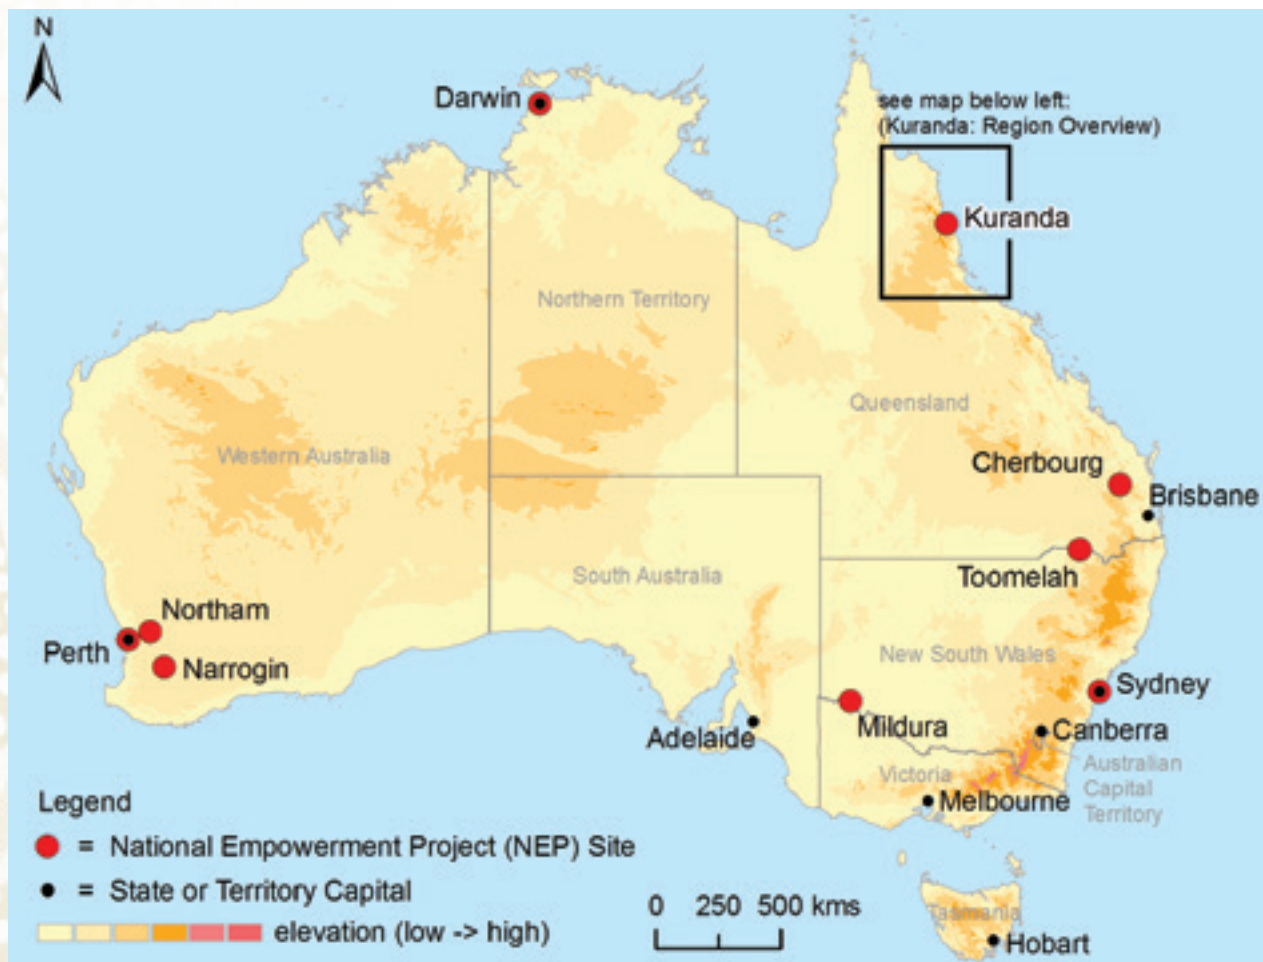 N
Darwin
see map below left:
(Kuranda: Region Overview)
Kuranda
Northern Territory
Queensland
Western Australia
Cherbourg
Brisbane
South Australia
Toomelah
Northam
Perth
Narrogin
New South Wales
Sydney
Mildura
Adelaide
Canberra
Victoria
Australian
Capital
Territory
Melbourne
Legend
= National Empowerment Project (NEP) Site
= State or Territory Capital
elevation (low -> high)
0 250 500 kms
Tasmania
Hobart